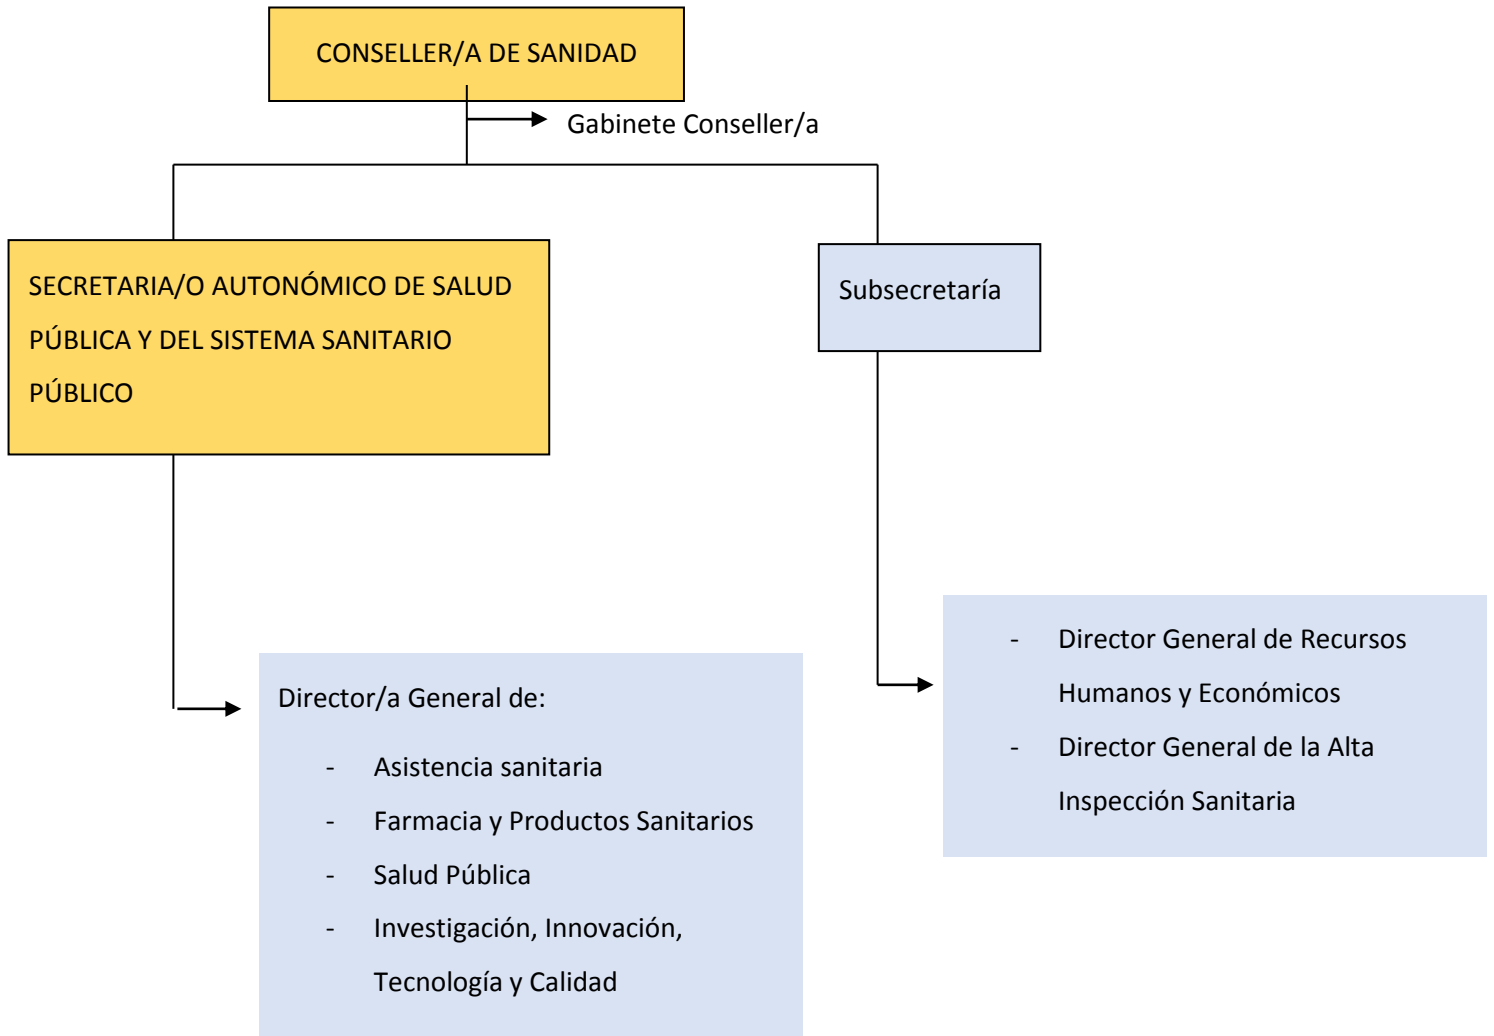 CONSELLER/A DE SANIDAD
Gabinete Conseller/a
SECRETARIA/O AUTONÓMICO DE SALUD
PÚBLICA Y DEL SISTEMA SANITARIO
PÚBLICO
Subsecretaría
Director/a General de:
- Asistencia sanitaria
- Farmacia y Productos Sanitarios
- Salud Pública
- Investigación, Innovación,
Tecnología y Calidad
- Director General de Recursos
Humanos y Económicos
- Director General de la Alta
Inspección Sanitaria